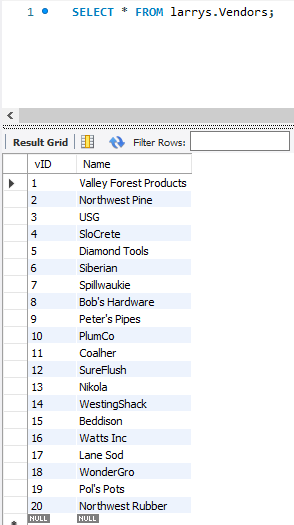 1 SELECT * FROM larrys.Vendors;
Result Grid Filter Rows:
vID Name
1 Valley Forest Products
2 Northwest Pine
3 USG
4 SloCrete
5 Diamond Tools
6 Siberian
7 Spillwaukie
8 Bob's Hardware
9 Peter's Pipes
10 PlumCo
11 Coalher
12 SureFlush
13 Nikola
14 WestingShack
15 Beddison
16 Watts Inc
17 Lane Sod
18 WonderGro
19 Pol's Pots
20 Northwest Rubber
NULL NULL